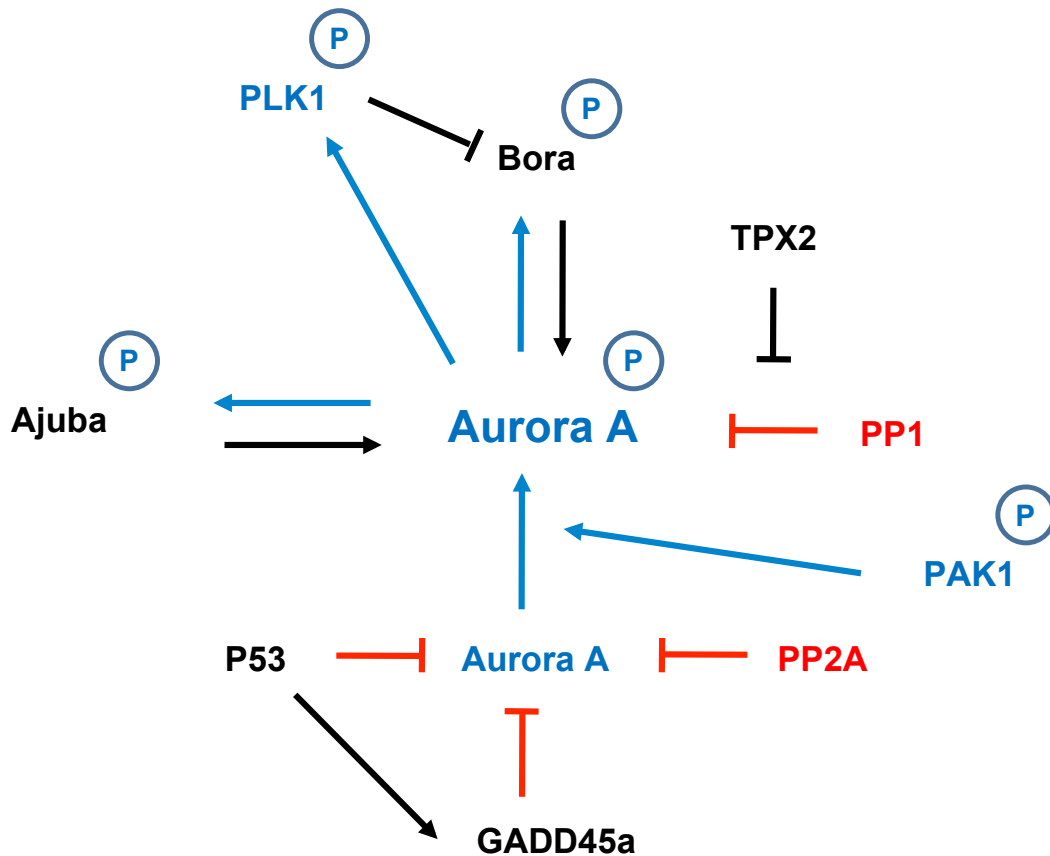 P
PLK1
P
Bora
TPX2
P
P
Ajuba
Aurora A
PP1
P
PAK1
P53
Aurora A
PP2A
GADD45a